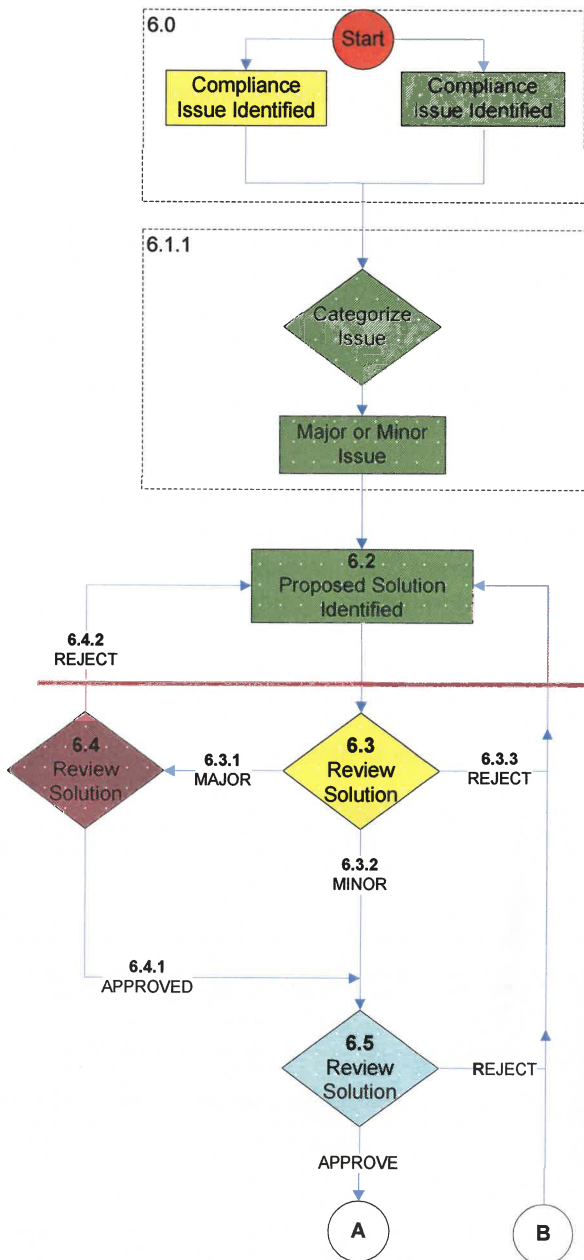 6.0
Start
Compliance
Issue Identified
Compliance
Issue Identified
6.1.1
Categorize
Issue
Major or Minor
Issue
6.2
Proposed Solution
Identified
6.4.2
REJECT
6.4
Review
Solution
6.3.1
MAJOR
6.3
Review
Solution
6.3.3
REJECT
6.3.2
MINOR
6.4.1
APPROVED
6.5
Review
Solution
REJECT
APPROVE
A
B